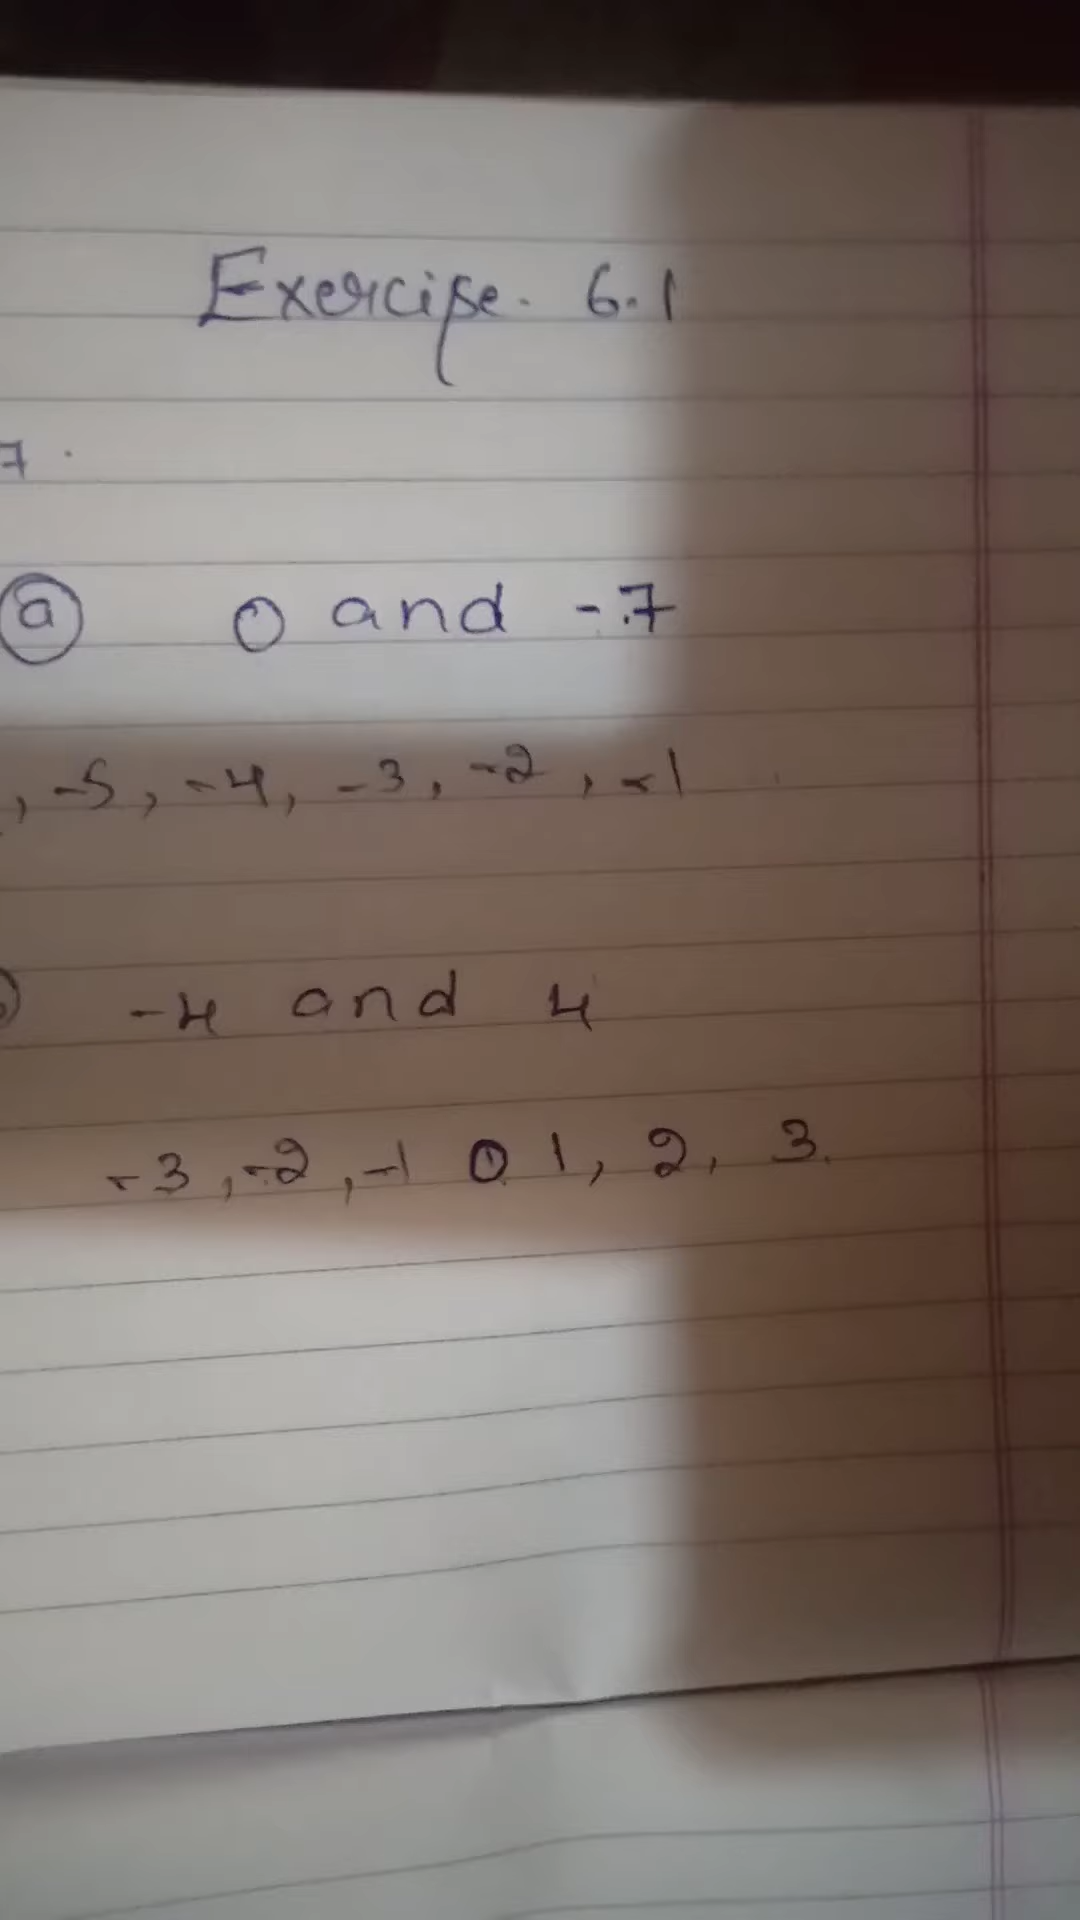 Exercise. 6.1
7.
(a) 0 and -7
, -5, -4, -3, -2, -1
-4 and 4
-3, -2, -1 0 1, 2, 3.